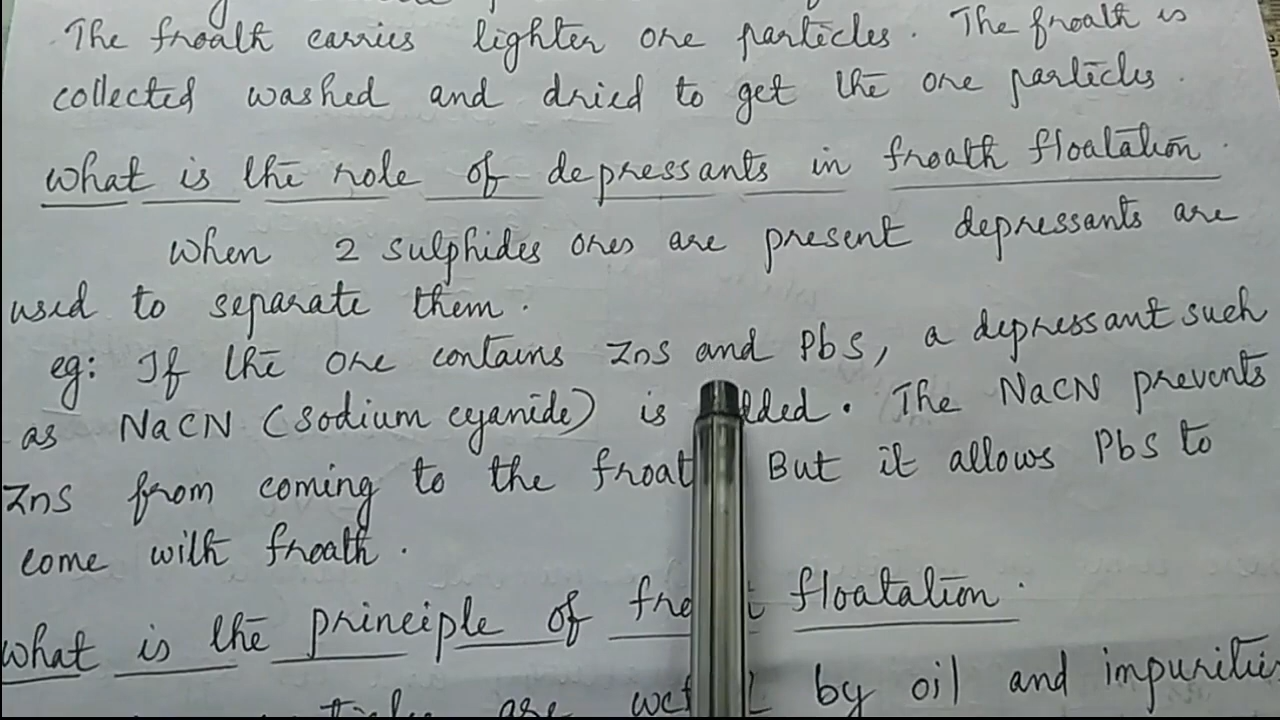 The froath carries lighter ore particles. The froath is
collected washed and dried to get the ore particles.
What is the role of depressants in froath floatation.
When 2 sulphides ores are present depressants are
used to separate them.
eg: If the ore contains ZnS and PbS, a depressant such
as NaCN (sodium cyanide) is added. The NaCN prevents
ZnS from coming to the froat But it allows PbS to
come with froath.
What is the principle of floatation.
are by oil and impurities